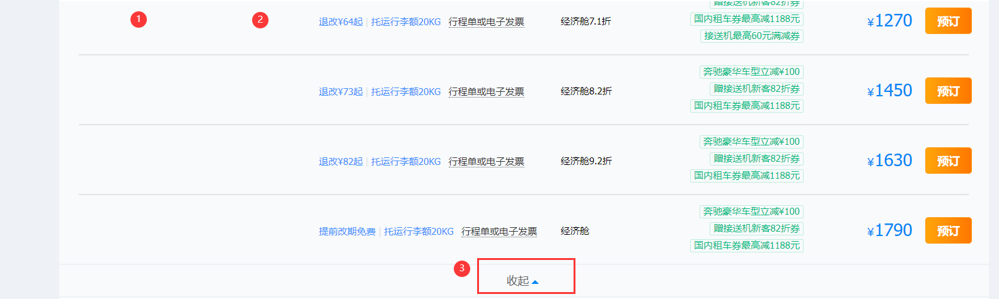 赠接送机新客82折券
1 2 退改¥64起 | 托运行李额20KG 行程单或电子发票 经济舱7.1折 国内租车券最高减1188元 ¥1270 预订
接送机最高60元满减券
奔驰豪华车型立减¥100
退改¥73起 | 托运行李额20KG 行程单或电子发票 经济舱8.2折 赠接送机新客82折券 ¥1450 预订
国内租车券最高减1188元
奔驰豪华车型立减¥100
退改¥82起 | 托运行李额20KG 行程单或电子发票 经济舱9.2折 赠接送机新客82折券 ¥1630 预订
国内租车券最高减1188元
奔驰豪华车型立减¥100
提前改期免费 | 托运行李额20KG 行程单或电子发票 经济舱 赠接送机新客82折券 ¥1790 预订
国内租车券最高减1188元
3 收起